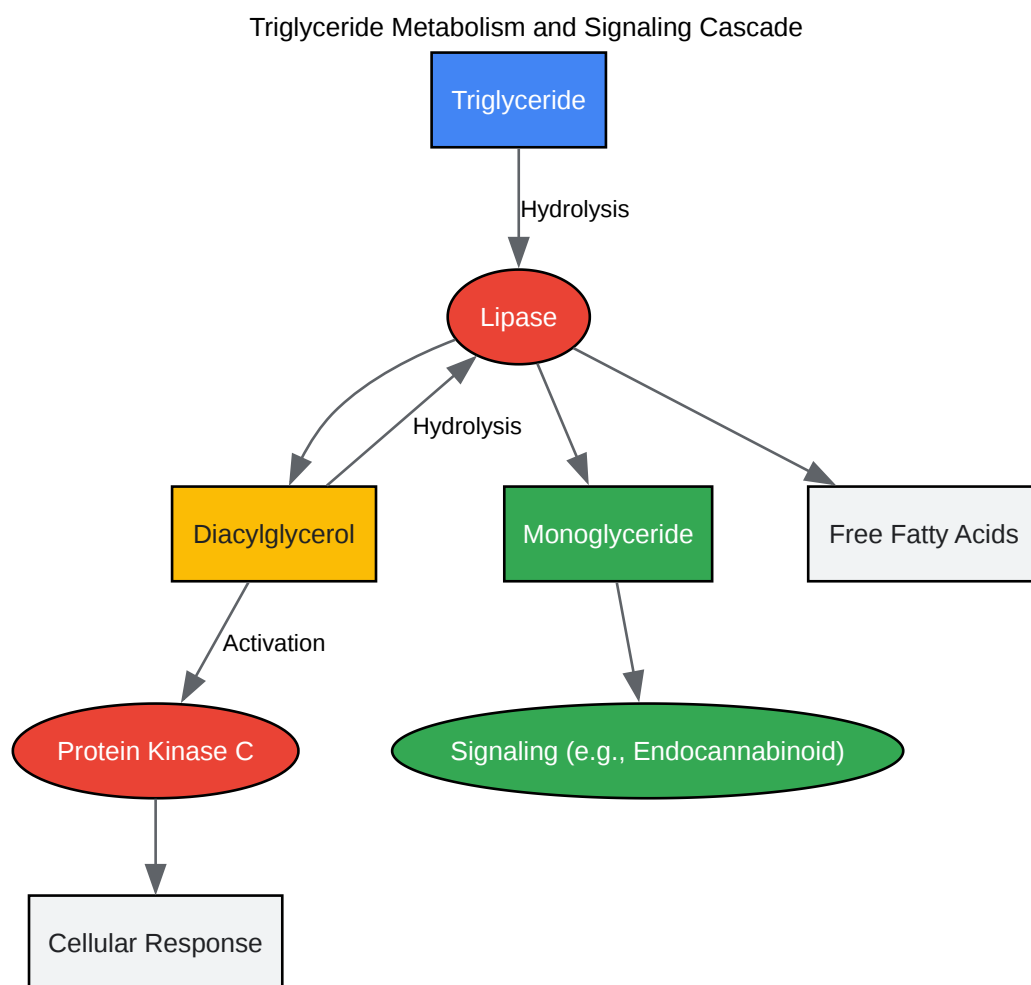 Triglyceride Metabolism and Signaling Cascade
Triglyceride
Hydrolysis
Lipase
Hydrolysis
Diacylglycerol
Monoglyceride
Free Fatty Acids
Activation
Protein Kinase C
Signaling (e.g., Endocannabinoid)
Cellular Response